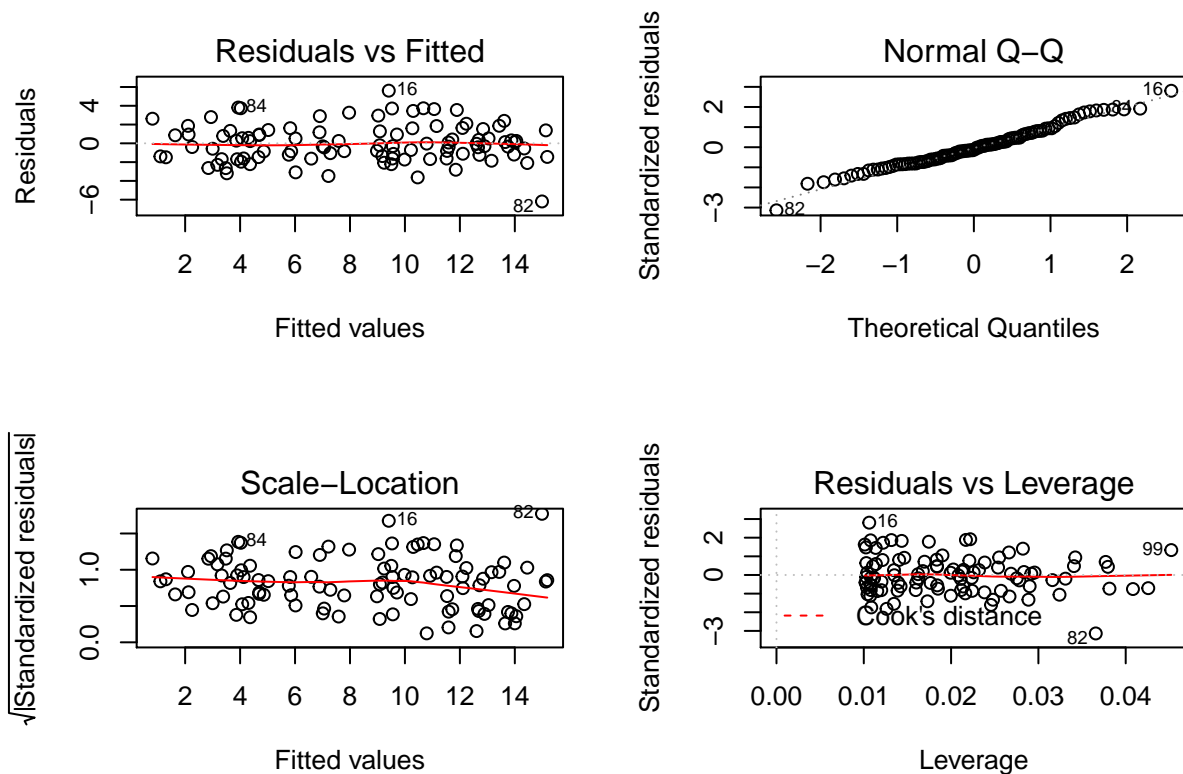 Residuals vs Fitted
Residuals
4
0
−6
84
16
82
2 4 6 8 10 12 14
Fitted values
Normal Q−Q
Standardized residuals
2
0
−3
16
84
82
−2 −1 0 1 2
Theoretical Quantiles
Scale−Location
√|Standardized residuals|
1.0
0.0
84
16
82
2 4 6 8 10 12 14
Fitted values
Residuals vs Leverage
Standardized residuals
2
0
−3
16
99
Cook's distance
82
0.00 0.01 0.02 0.03 0.04
Leverage